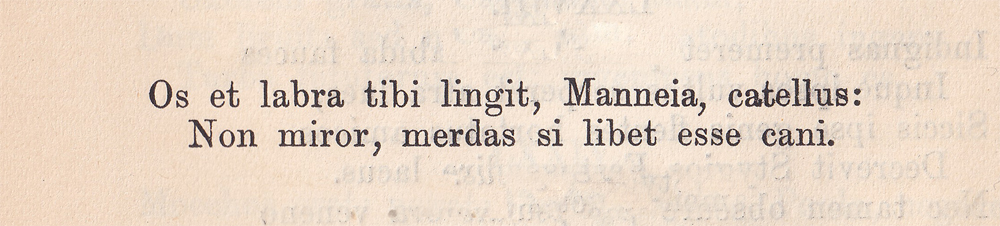 Os et labra tibi lingit, Manneia, catellus:
Non miror, merdas si libet esse cani.